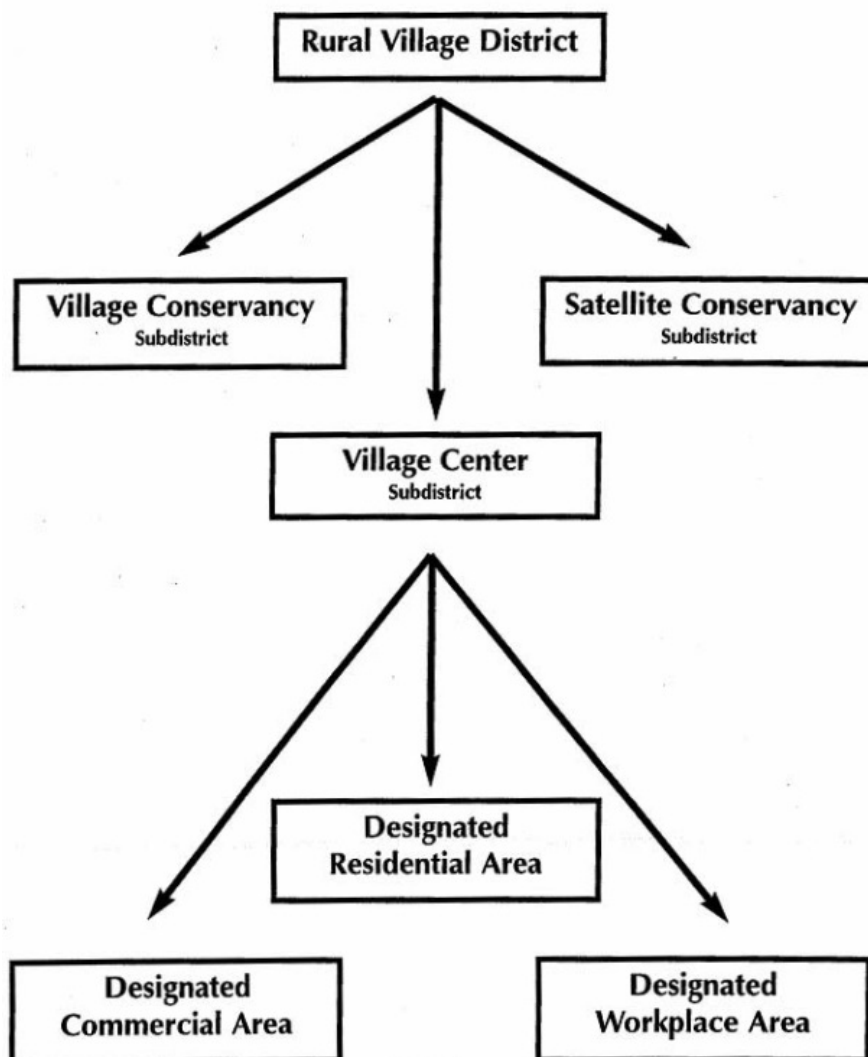 Rural Village District
Village Conservancy
Subdistrict
Satellite Conservancy
Subdistrict
Village Center
Subdistrict
Designated
Residential Area
Designated
Commercial Area
Designated
Workplace Area